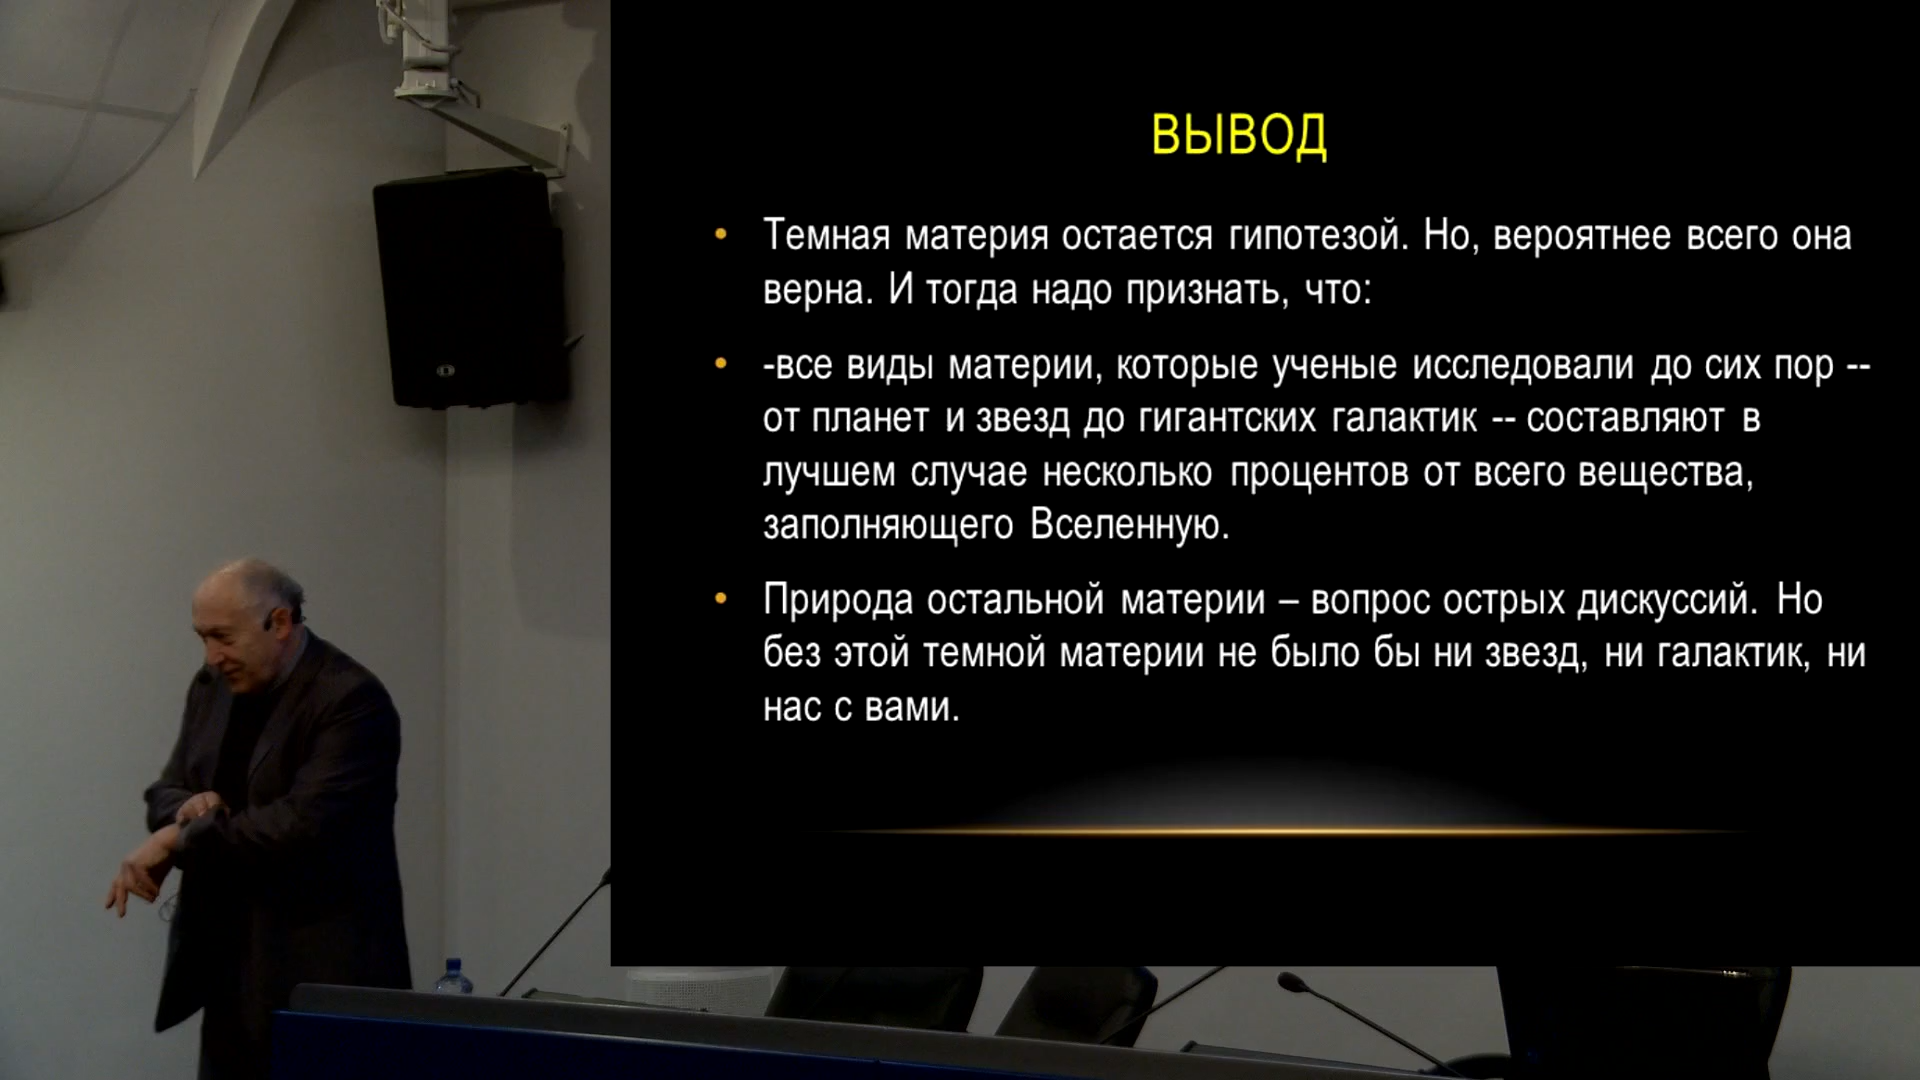 ВЫВОД
• Темная материя остается гипотезой. Но, вероятнее всего она
верна. И тогда надо признать, что:
• -все виды материи, которые ученые исследовали до сих пор --
от планет и звезд до гигантских галактик -- составляют в
лучшем случае несколько процентов от всего вещества,
заполняющего Вселенную.
• Природа остальной материи – вопрос острых дискуссий. Но
без этой темной материи не было бы ни звезд, ни галактик, ни
нас с вами.